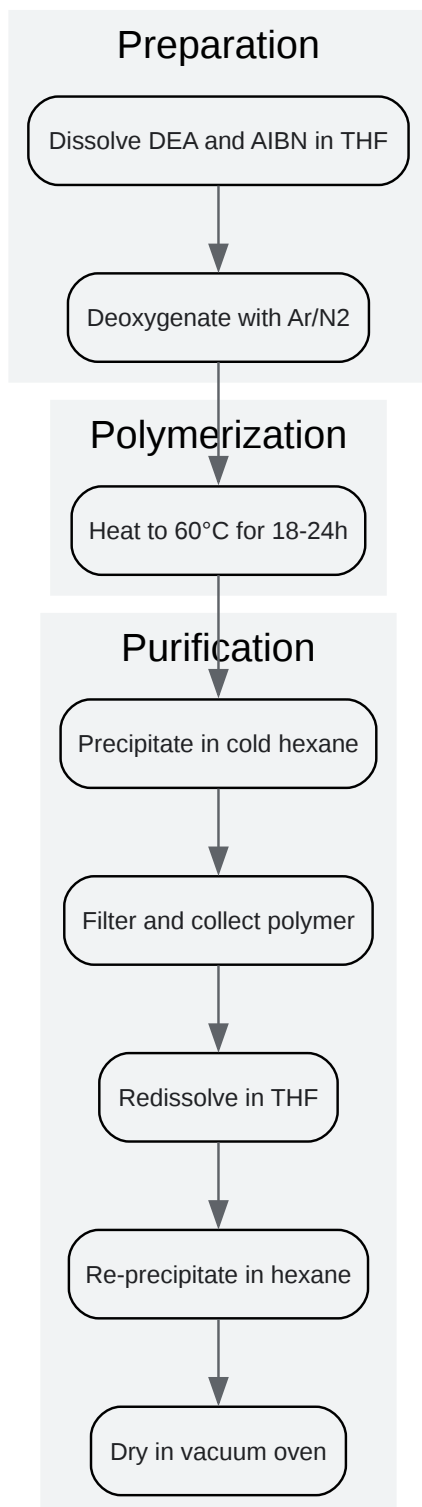 Preparation
Dissolve DEA and AIBN in THF
Deoxygenate with Ar/N2
Polymerization
Heat to 60°C for 18-24h
Purification
Precipitate in cold hexane
Filter and collect polymer
Redissolve in THF
Re-precipitate in hexane
Dry in vacuum oven